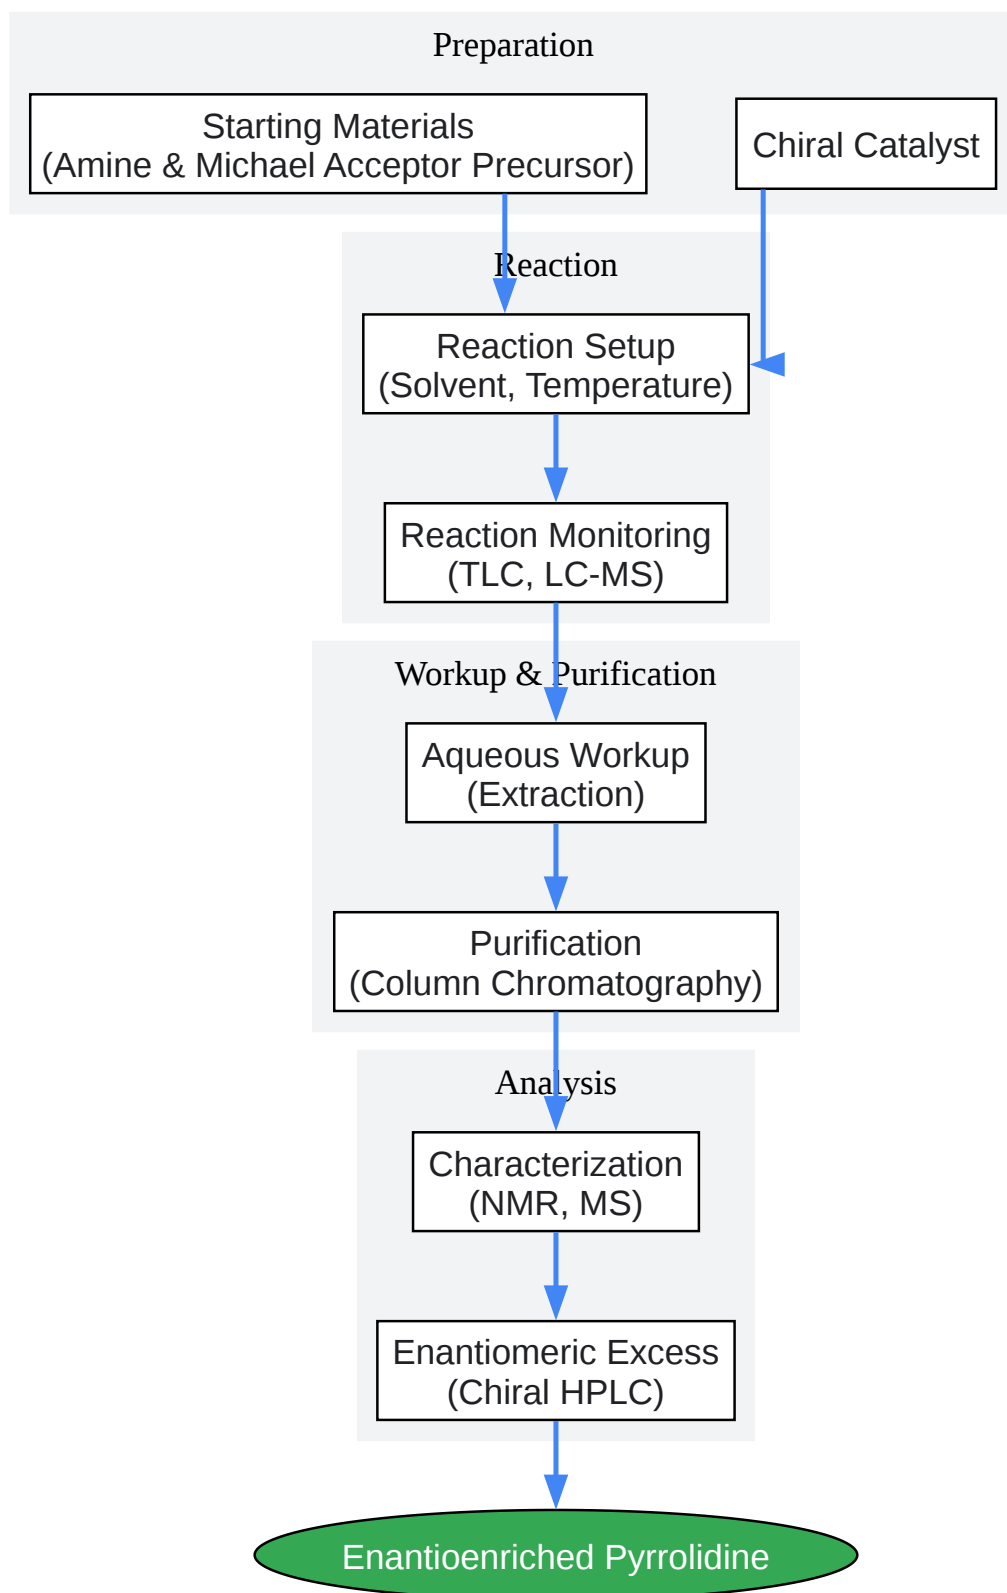 Preparation
Starting Materials
(Amine & Michael Acceptor Precursor)
Chiral Catalyst
Reaction
Reaction Setup
(Solvent, Temperature)
Reaction Monitoring
(TLC, LC-MS)
Workup & Purification
Aqueous Workup
(Extraction)
Purification
(Column Chromatography)
Analysis
Characterization
(NMR, MS)
Enantiomeric Excess
(Chiral HPLC)
Enantioenriched Pyrrolidine